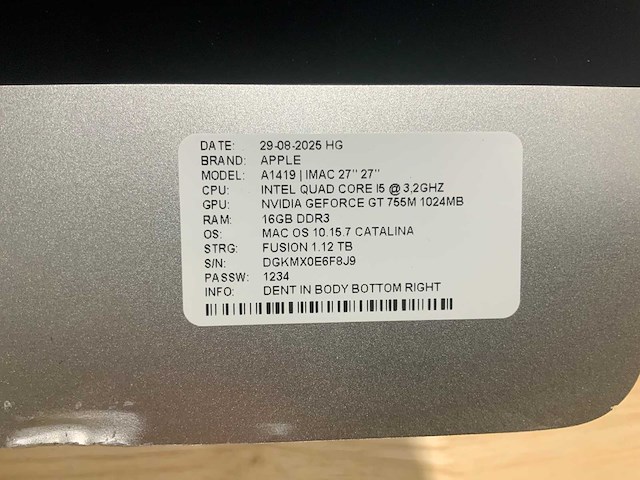 DATE: 29-08-2025 HG
BRAND: APPLE
MODEL: A1419 | IMAC 27" 27"
CPU: INTEL QUAD CORE I5 @ 3,2GHZ
GPU: NVIDIA GEFORCE GT 755M 1024MB
RAM: 16GB DDR3
OS: MAC OS 10.15.7 CATALINA
STRG: FUSION 1.12 TB
S/N: DGKMX0E6F8J9
PASSW: 1234
INFO: DENT IN BODY BOTTOM RIGHT